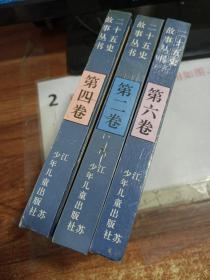 二十五史
故事丛书
第四卷
江苏
少年儿童出版社
二十五史
故事丛书
第二卷
江苏
少年儿童出版社
二十五史
故事丛书
第六卷
江苏
少年儿童出版社
2
如图